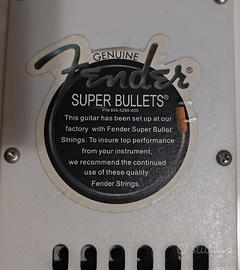 GENUINE
Fender®
SUPER BULLETS®
P/N 005-6298-000
This guitar has been set up at our
factory with Fender Super Bullet
Strings. To insure top performance
from your instrument,
we recommend the continued
use of these quality
Fender Strings.